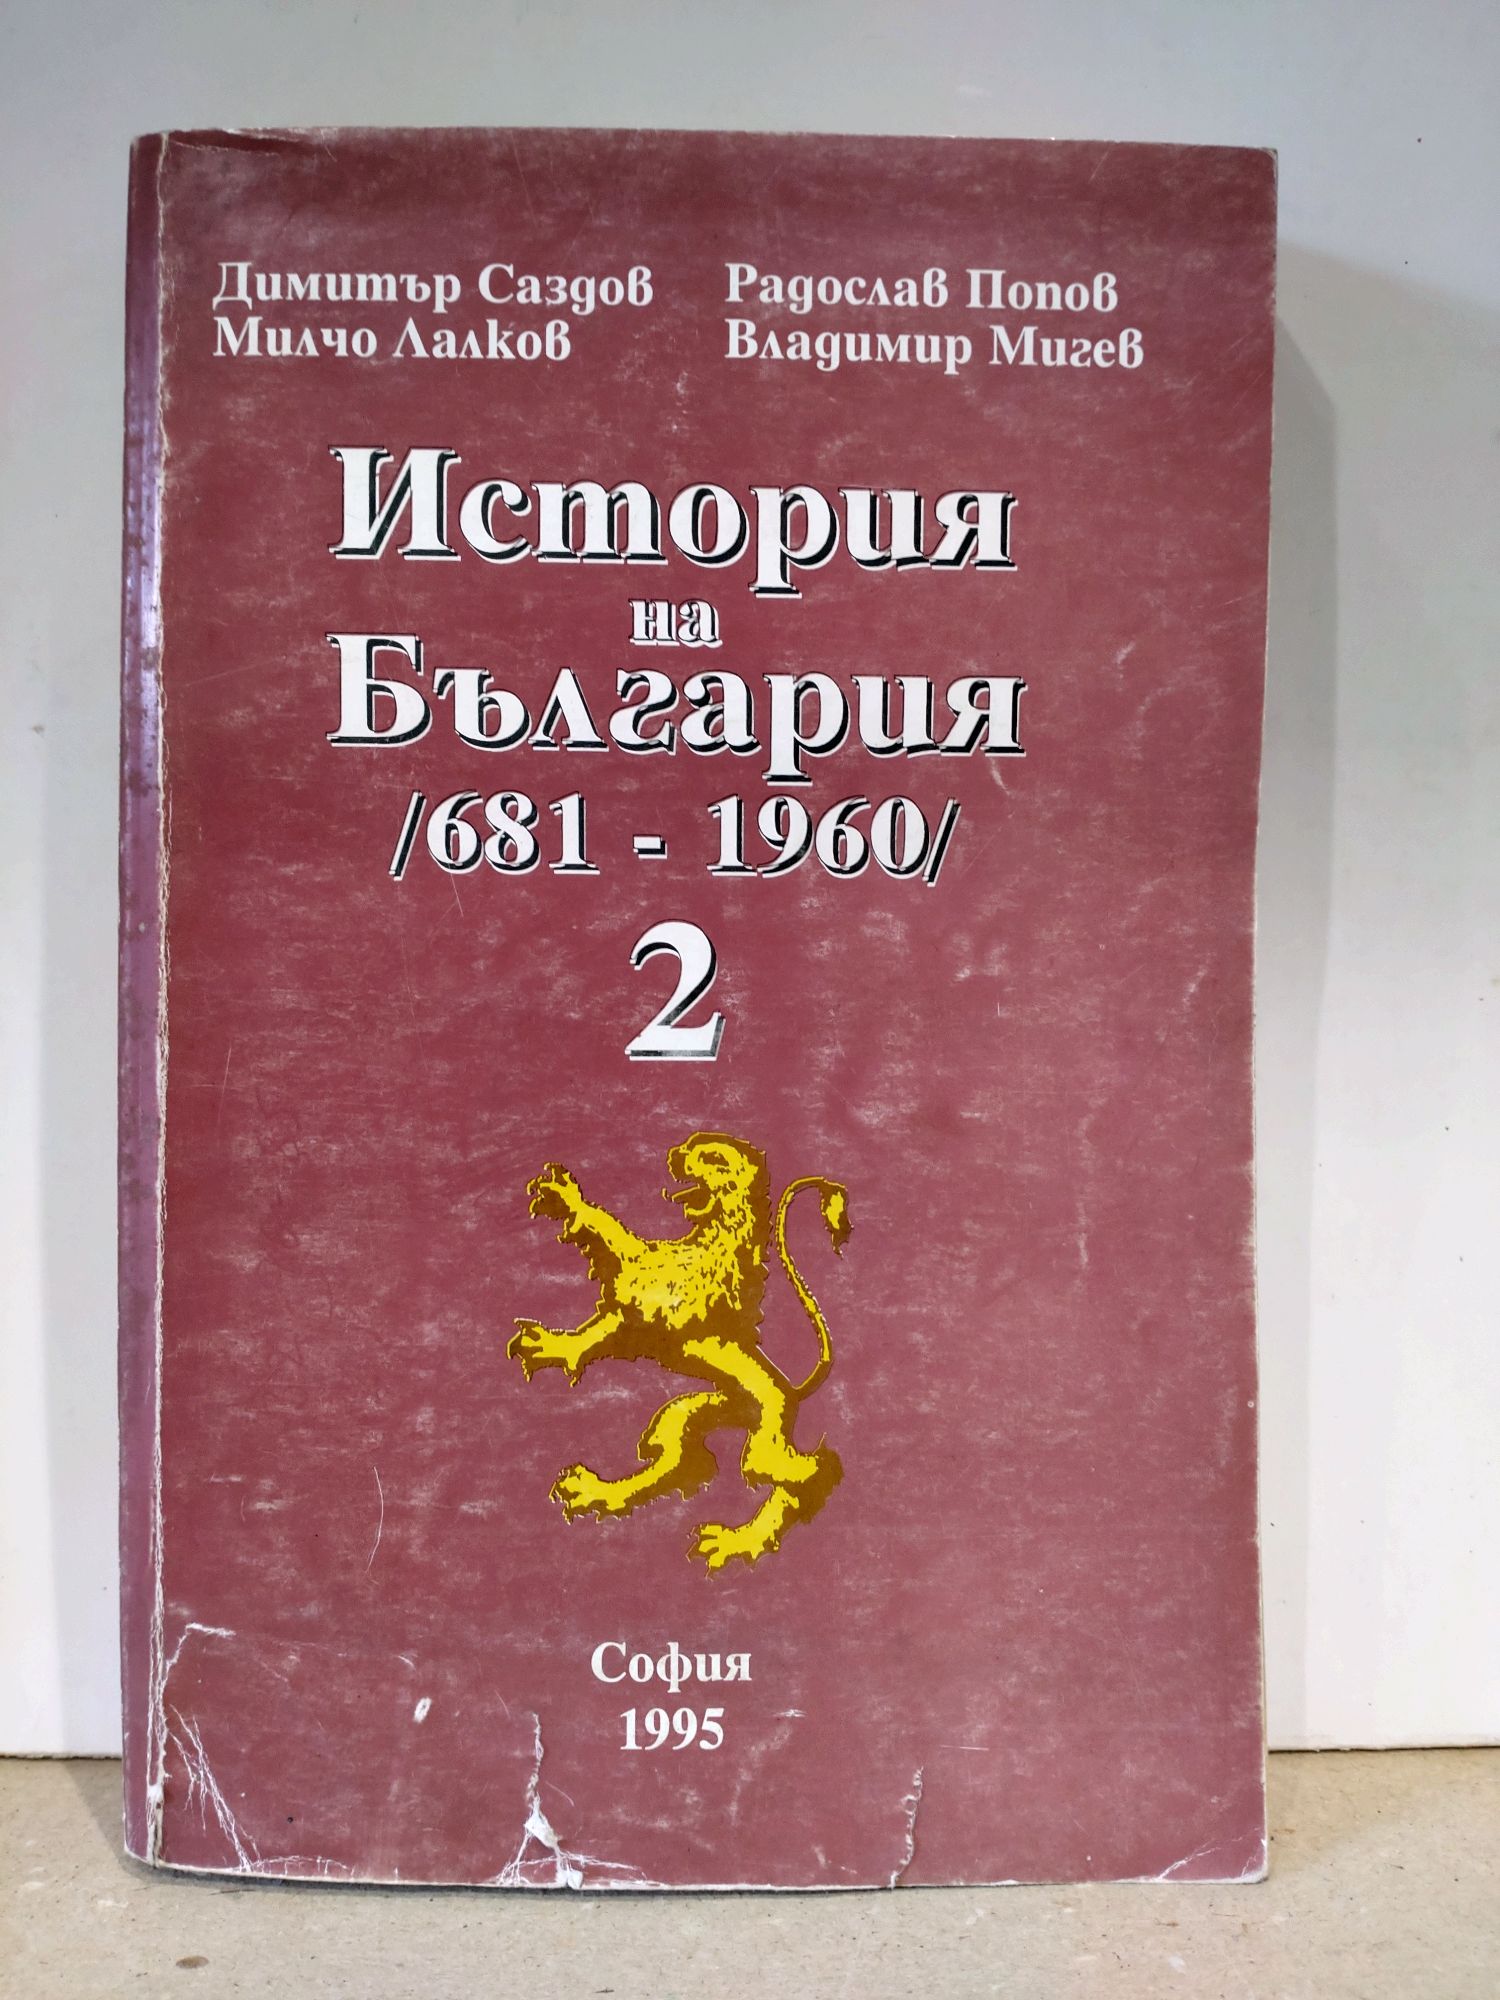 Димитър Саздов Радослав Попов
Милчо Лалков Владимир Мигев
История
на
България
/681 - 1960/
2
София
1995